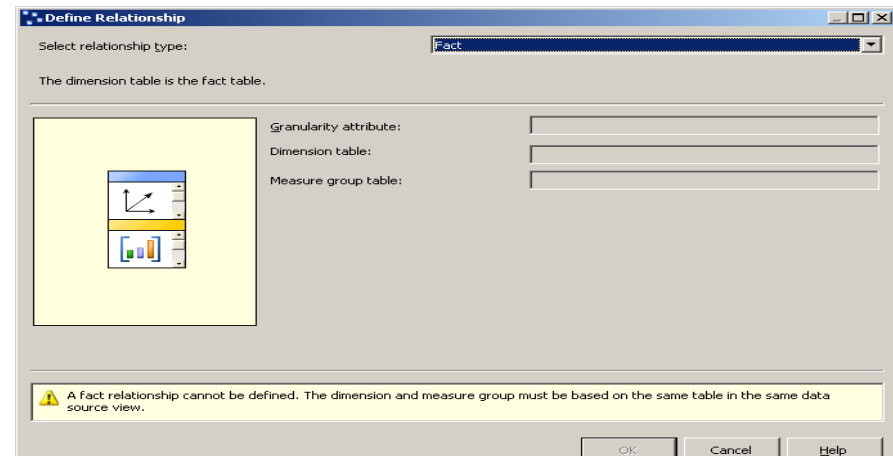 Define Relationship
Select relationship type:
Fact
The dimension table is the fact table.
Granularity attribute:
Dimension table:
Measure group table:
A fact relationship cannot be defined. The dimension and measure group must be based on the same table in the same data
source view.
OK
Cancel
Help